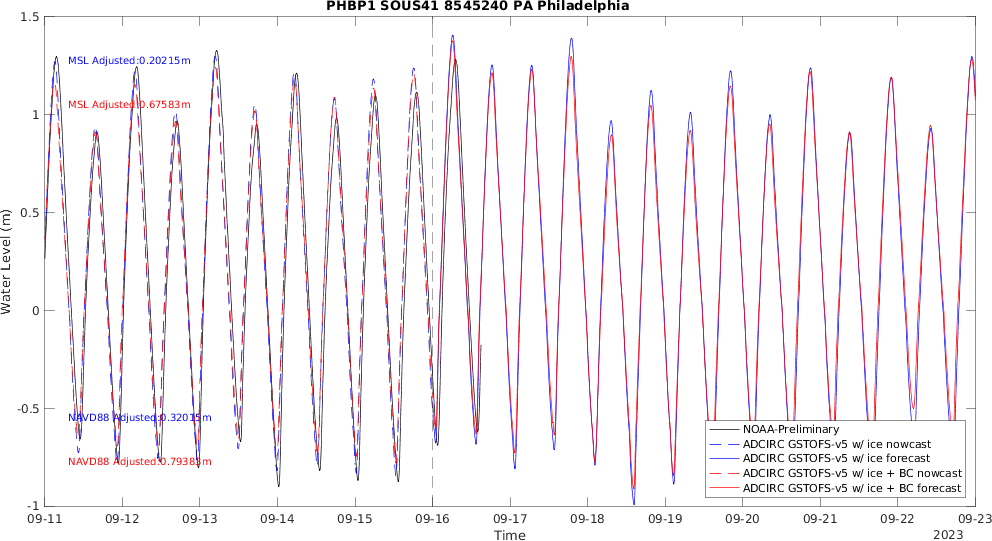 PHBP1 SOUS41 8545240 PA Philadelphia
1.5
MSL Adjusted:0.20215m
MSL Adjusted:0.67583m
1
0.5
Water Level (m)
0
-0.5
NAVD88 Adjusted:0.32015m
NAVD88 Adjusted:0.79383m
-1
NOAA-Preliminary
ADCIRC GSTOFS-v5 w/ ice nowcast
ADCIRC GSTOFS-v5 w/ ice forecast
ADCIRC GSTOFS-v5 w/ ice + BC nowcast
ADCIRC GSTOFS-v5 w/ ice + BC forecast
09-11 09-12 09-13 09-14 09-15 09-16 09-17 09-18 09-19 09-20 09-21 09-22 09-23
Time
2023